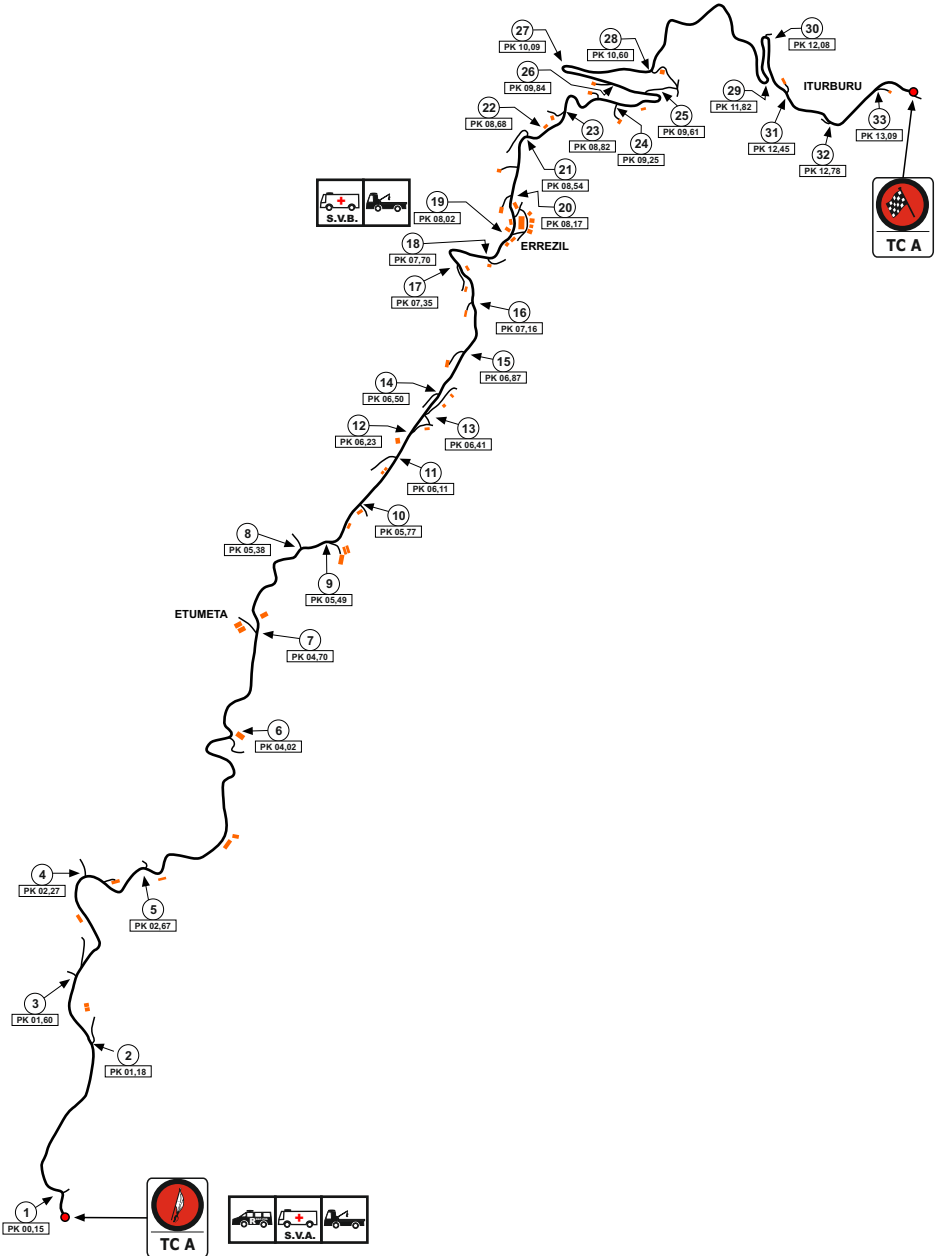 27
PK 10,09
28
PK 10,60
30
PK 12,08
26
PK 09,84
29
PK 11,82
ITURBURU
22
PK 08,68
25
PK 09,61
23
PK 08,82
24
PK 09,25
31
PK 12,45
33
PK 13,09
32
PK 12,78
21
PK 08,54
S.V.B.
19
PK 08,02
20
PK 08,17
TC A
18
PK 07,70
ERREZIL
17
PK 07,35
16
PK 07,16
15
PK 06,87
14
PK 06,50
12
PK 06,23
13
PK 06,41
11
PK 06,11
10
PK 05,77
8
PK 05,38
9
PK 05,49
ETUMETA
7
PK 04,70
6
PK 04,02
4
PK 02,27
5
PK 02,67
3
PK 01,60
2
PK 01,18
1
PK 00,15
TC A
S.V.A.